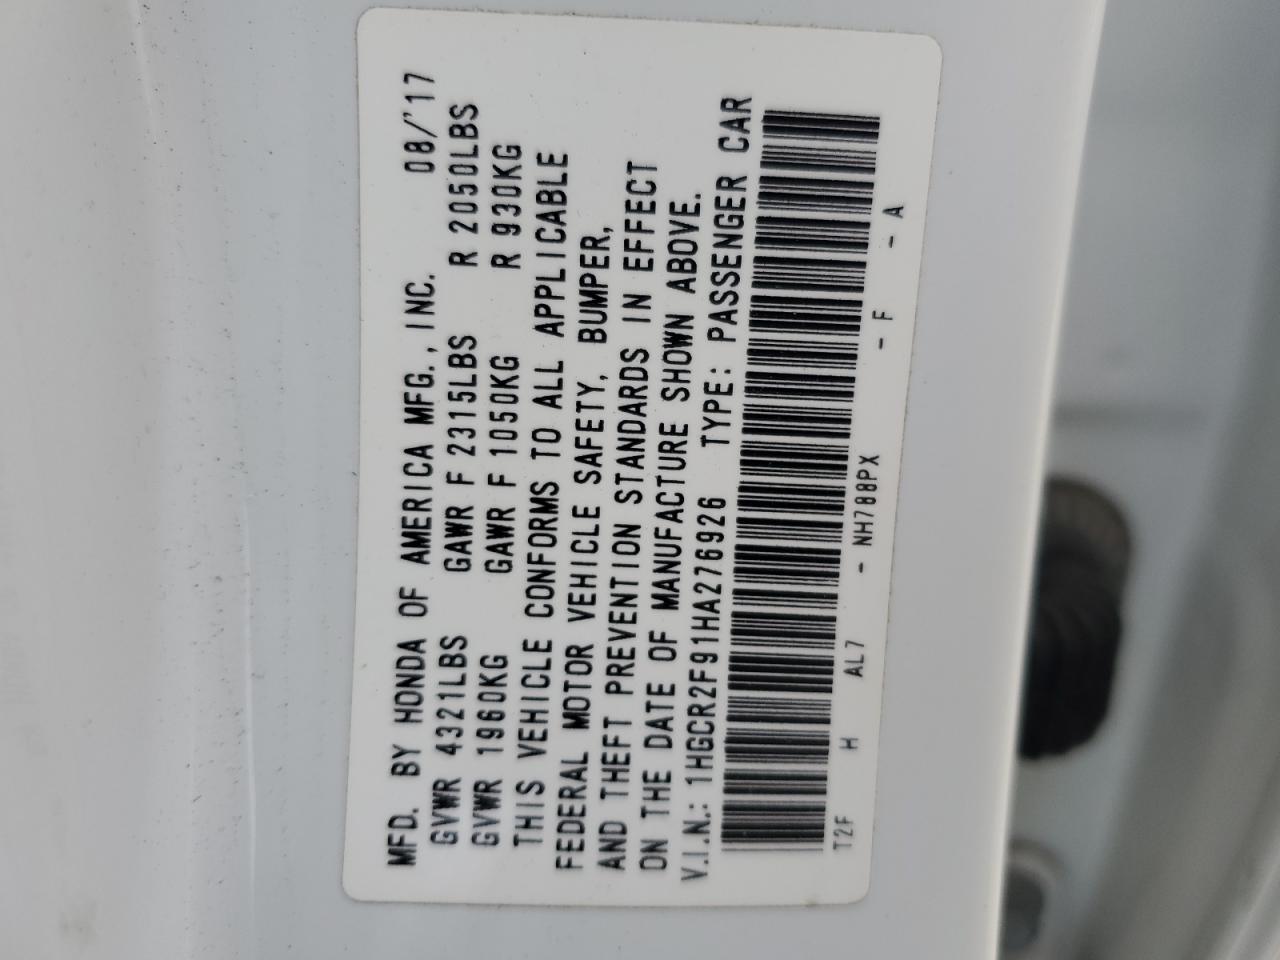 MFD. BY HONDA OF AMERICA MFG., INC. 08/'17
GVWR 4321LBS GAWR F 2315LBS R 2050LBS
GVWR 1960KG GAWR F 1050KG R 930KG
THIS VEHICLE CONFORMS TO ALL APPLICABLE
FEDERAL MOTOR VEHICLE SAFETY, BUMPER,
AND THEFT PREVENTION STANDARDS IN EFFECT
ON THE DATE OF MANUFACTURE SHOWN ABOVE.
V.I.N.: 1HGCR2F91HA276926 TYPE: PASSENGER CAR
T2F H AL7 - NH788PX - F - A